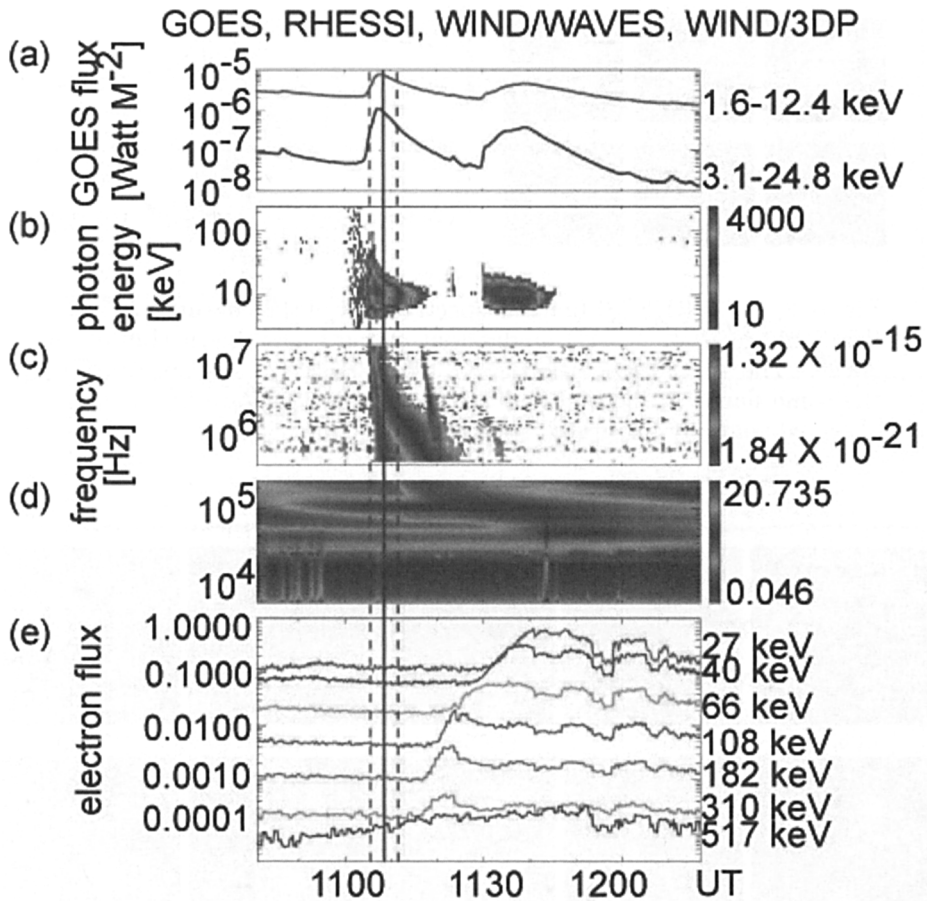 GOES, RHESSI, WIND/WAVES, WIND/3DP
(a)
GOES flux
[Watt M⁻²]
10⁻⁵
10⁻⁶
10⁻⁷
10⁻⁸
1.6-12.4 keV
3.1-24.8 keV
(b)
photon
energy
[keV]
100
10
4000
10
(c)
frequency
[Hz]
10⁷
10⁶
1.32 X 10⁻¹⁵
1.84 X 10⁻²¹
(d)
10⁵
10⁴
20.735
0.046
(e)
electron flux
1.0000
0.1000
0.0100
0.0010
0.0001
27 keV
40 keV
66 keV
108 keV
182 keV
310 keV
517 keV
1100 1130 1200 UT